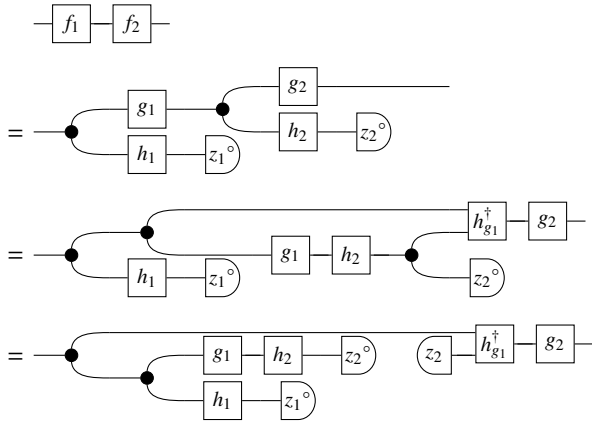 f₁ f₂
g₂
g₁
= h₂ z₂°
h₁ z₁°
h†g₁ g₂
= g₁ h₂
h₁ z₁° z₂°
= g₁ h₂ z₂° z₂ h†g₁ g₂
h₁ z₁°